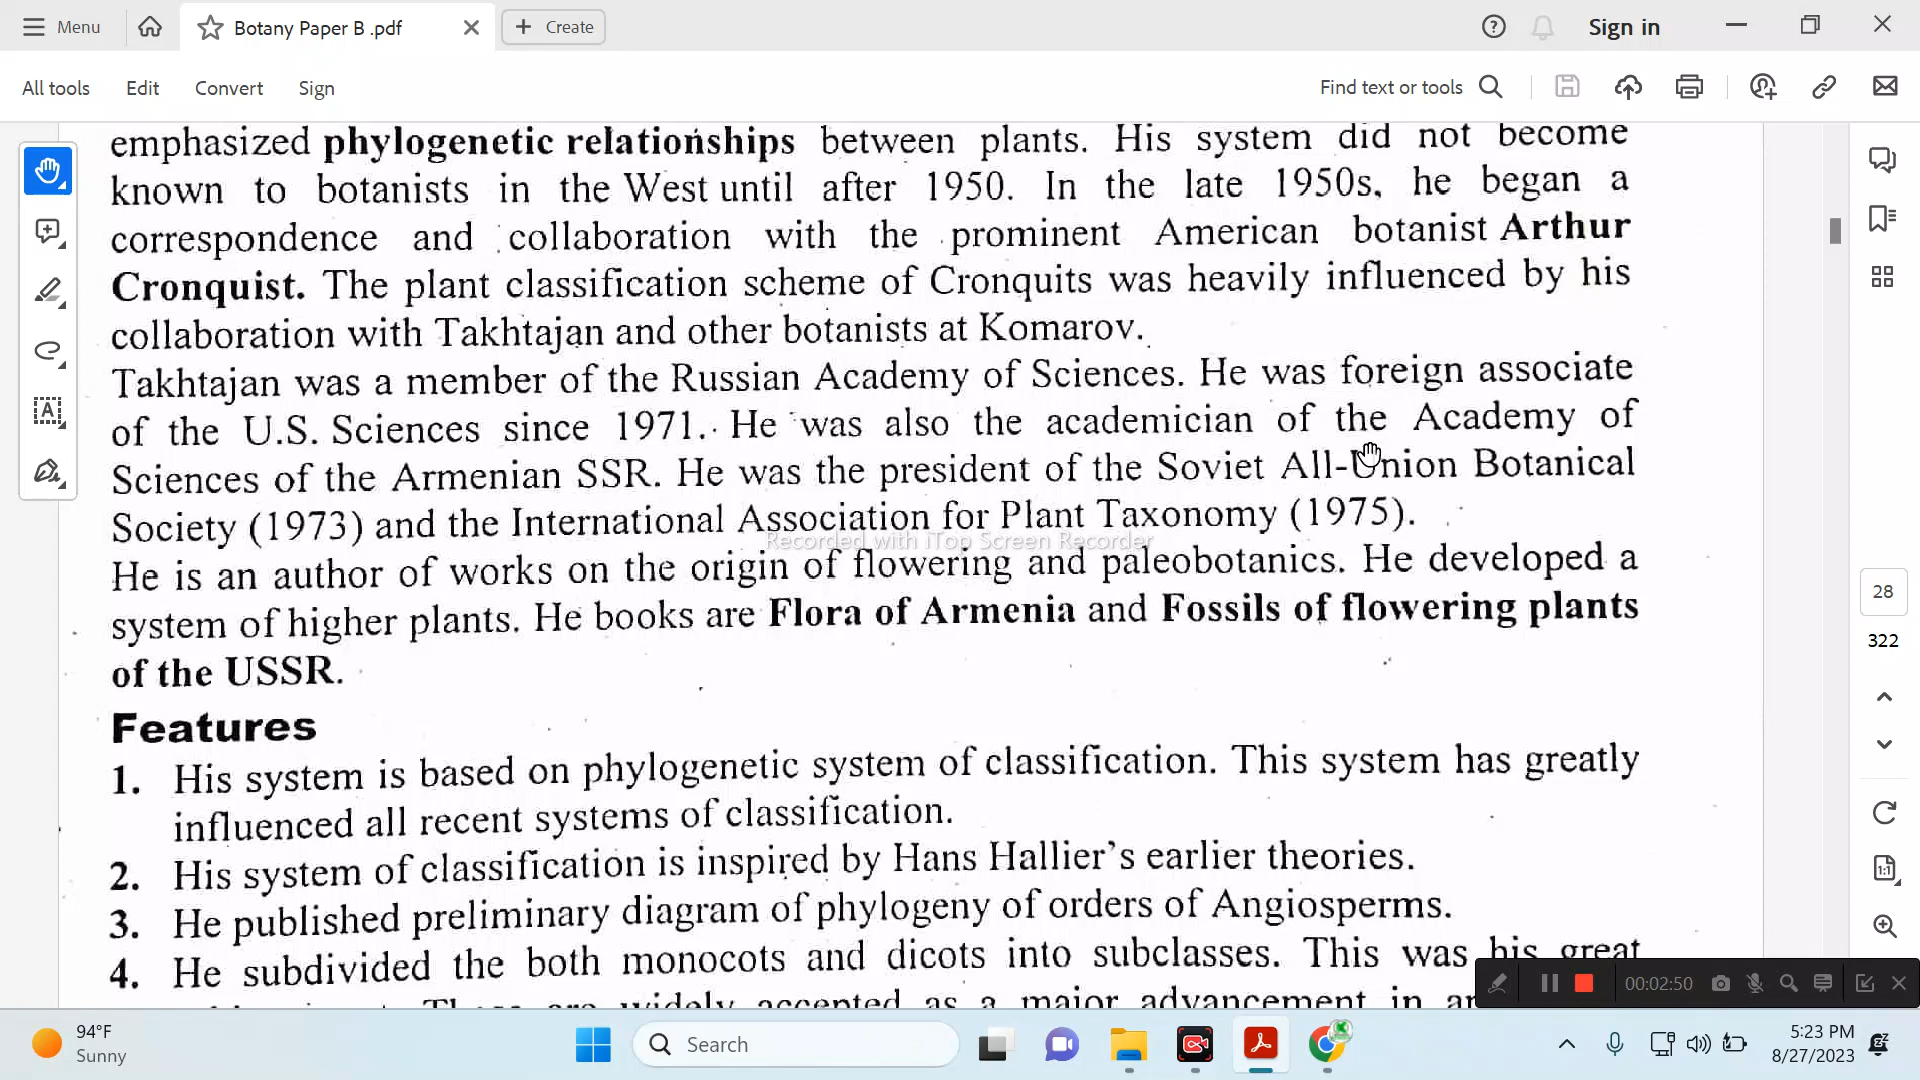 Menu
Botany Paper B .pdf
Create
Sign in
All tools
Edit
Convert
Sign
Find text or tools
emphasized phylogenetic relationships between plants. His system did not become
known to botanists in the West until after 1950. In the late 1950s, he began a
correspondence and collaboration with the prominent American botanist Arthur
Cronquist. The plant classification scheme of Cronquits was heavily influenced by his
collaboration with Takhtajan and other botanists at Komarov.
Takhtajan was a member of the Russian Academy of Sciences. He was foreign associate
of the U.S. Sciences since 1971. He was also the academician of the Academy of
Sciences of the Armenian SSR. He was the president of the Soviet All-Union Botanical
Society (1973) and the International Association for Plant Taxonomy (1975).
Recorded with iTop Screen Recorder
He is an author of works on the origin of flowering and paleobotanics. He developed a
system of higher plants. He books are Flora of Armenia and Fossils of flowering plants
of the USSR.
Features
1. His system is based on phylogenetic system of classification. This system has greatly
influenced all recent systems of classification.
2. His system of classification is inspired by Hans Hallier's earlier theories.
3. He published preliminary diagram of phylogeny of orders of Angiosperms.
4. He subdivided the both monocots and dicots into subclasses. This was his great
These are widely accepted as a major advancement in
28
322
1:1
00:02:50
94°F
Sunny
Search
5:23 PM
8/27/2023